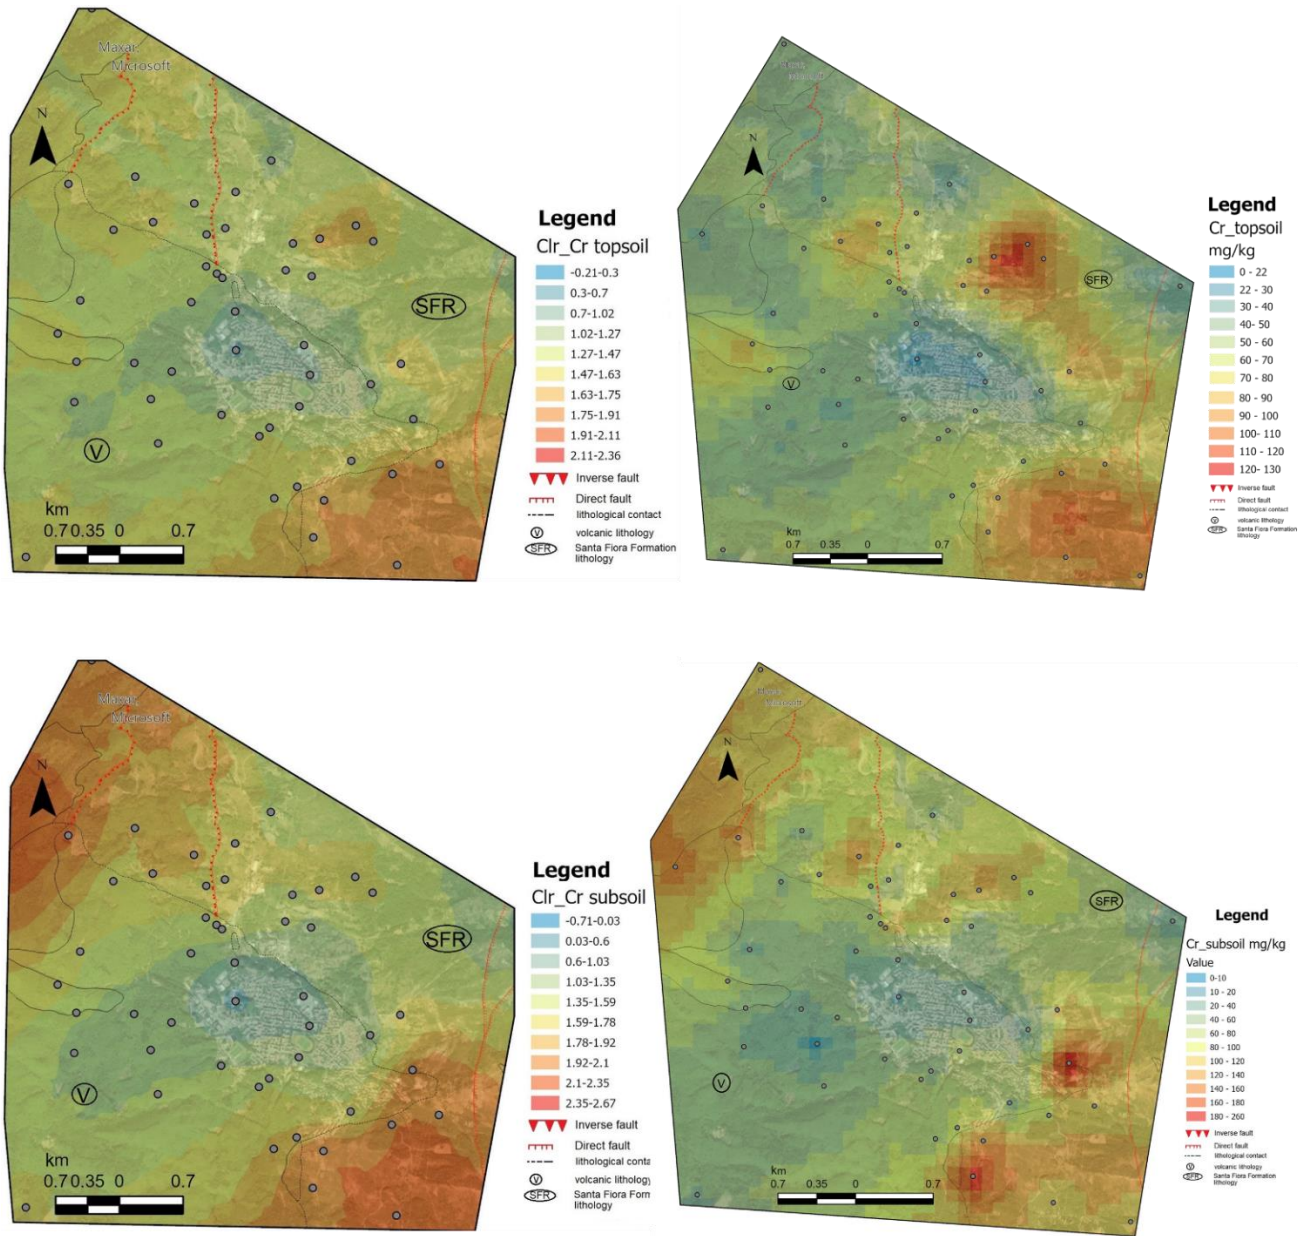 Maxar,
Microsoft
N
SFR
V
km
0.7 0.35 0 0.7
Legend
Clr_Cr topsoil
-0.21-0.3
0.3-0.7
0.7-1.02
1.02-1.27
1.27-1.47
1.47-1.63
1.63-1.75
1.75-1.91
1.91-2.11
2.11-2.36
Inverse fault
Direct fault
lithological contact
V volcanic lithology
SFR Santa Fiora Formation
lithology
N
SFR
V
km
0.7 0.35 0 0.7
Legend
Cr_topsoil
mg/kg
0 - 22
22 - 30
30 - 40
40- 50
50 - 60
60 - 70
70 - 80
80 - 90
90 - 100
100- 110
110 - 120
120- 130
Inverse fault
Direct fault
lithological contact
V volcanic lithology
SFR Santa Fiora Formation
lithology
Maxar,
Microsoft
N
SFR
V
km
0.7 0.35 0 0.7
Legend
Clr_Cr subsoil
-0.71-0.03
0.03-0.6
0.6-1.03
1.03-1.35
1.35-1.59
1.59-1.78
1.78-1.92
1.92-2.1
2.1-2.35
2.35-2.67
Inverse fault
Direct fault
lithological conta
V volcanic lithology
SFR Santa Fiora Forr
lithology
N
SFR
V
km
0.7 0.35 0 0.7
Legend
Cr_subsoil mg/kg
Value
0-10
10 - 20
20 - 40
40 - 60
60 - 80
80 - 100
100 - 120
120 - 140
140 - 160
160 - 180
180 - 260
Inverse fault
Direct fault
lithological contact
V volcanic lithology
SFR Santa Fiora Formation
lithology